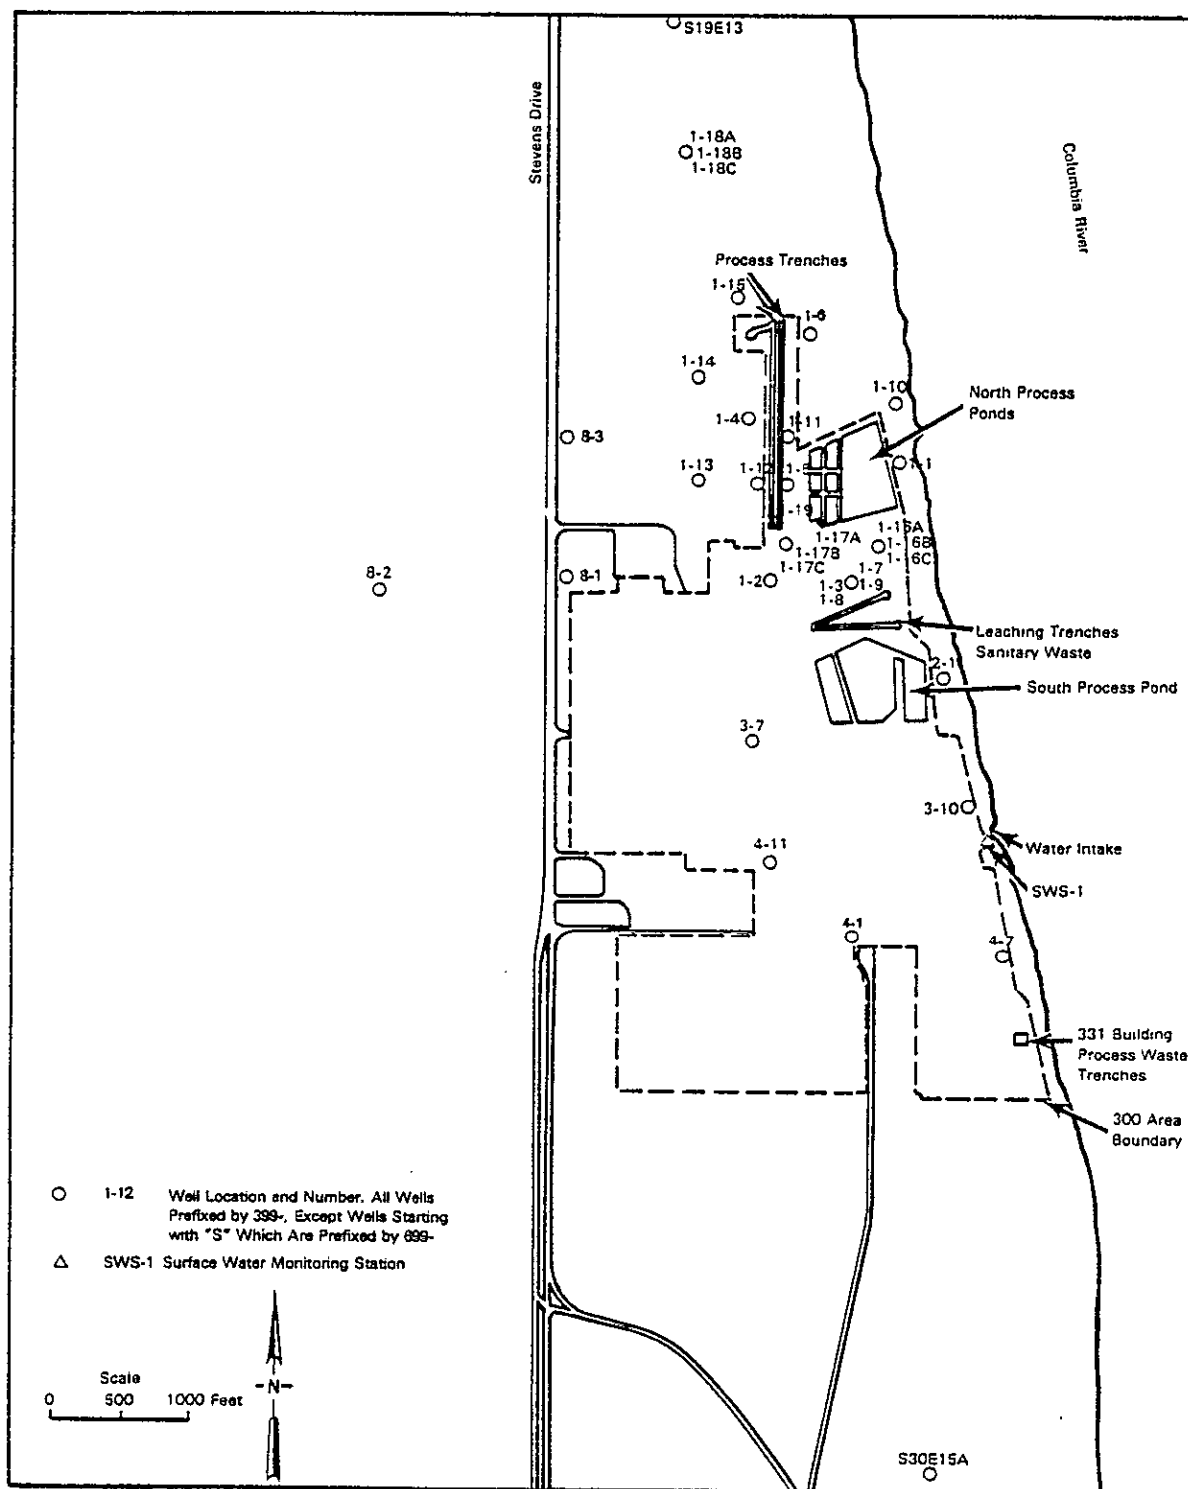 S19E13
Stevens Drive
1-18A
1-18B
1-18C
Columbia River
Process Trenches
1-15
1-6
1-14
1-10
North Process
Ponds
1-4
1-11
8-3
1-1
1-13
1-17A
1-17B
1-17C
8-2
8-1
1-2
1-7
1-3
1-9
1-8
Leaching Trenches
Sanitary Waste
2-1
South Process Pond
3-7
3-10
Water Intake
4-11
SWS-1
4-1
4-7
331 Building
Process Waste
Trenches
300 Area
Boundary
1-12 Well Location and Number. All Wells
Prefixed by 399-, Except Wells Starting
with "S" Which Are Prefixed by 699-
SWS-1 Surface Water Monitoring Station
Scale
0 500 1000 Feet
N
S30E15A